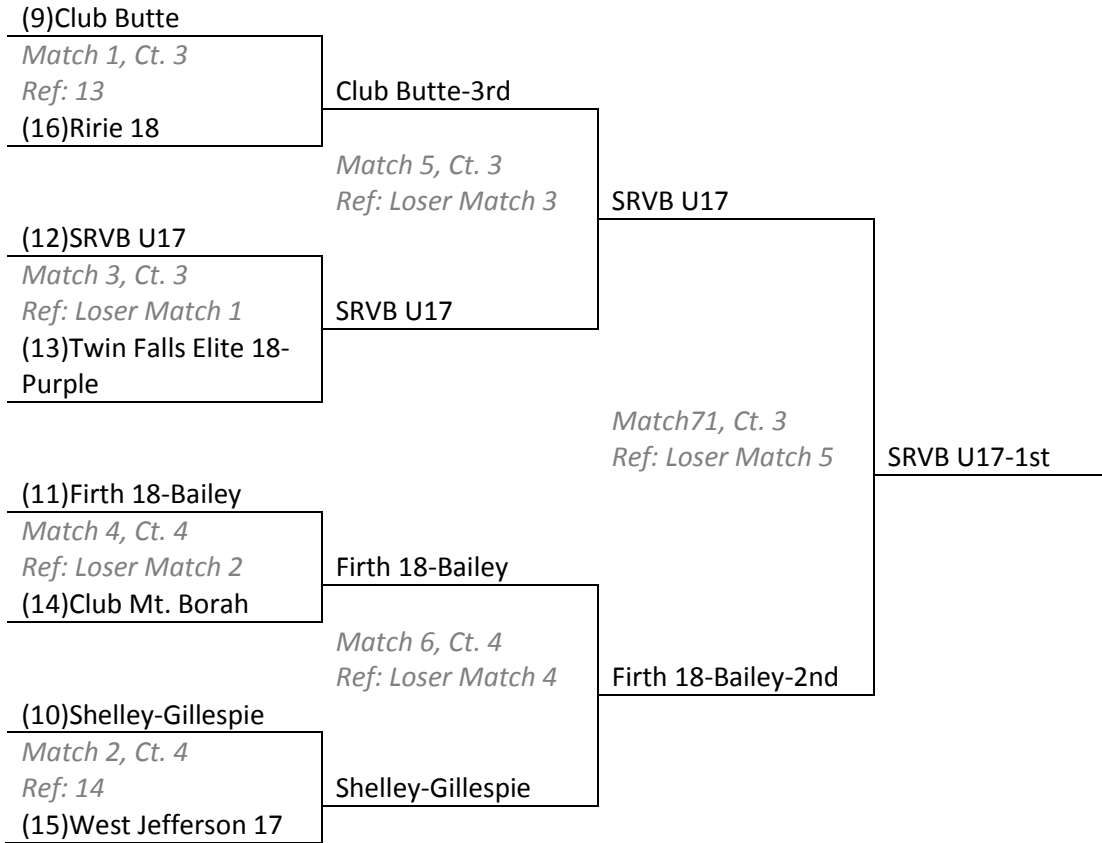 (9)Club Butte
Match 1, Ct. 3
Ref: 13
Club Butte-3rd
(16)Ririe 18
Match 5, Ct. 3
Ref: Loser Match 3
SRVB U17
(12)SRVB U17
Match 3, Ct. 3
Ref: Loser Match 1
SRVB U17
(13)Twin Falls Elite 18-
Purple
Match71, Ct. 3
Ref: Loser Match 5
SRVB U17-1st
(11)Firth 18-Bailey
Match 4, Ct. 4
Ref: Loser Match 2
Firth 18-Bailey
(14)Club Mt. Borah
Match 6, Ct. 4
Ref: Loser Match 4
Firth 18-Bailey-2nd
(10)Shelley-Gillespie
Match 2, Ct. 4
Ref: 14
Shelley-Gillespie
(15)West Jefferson 17